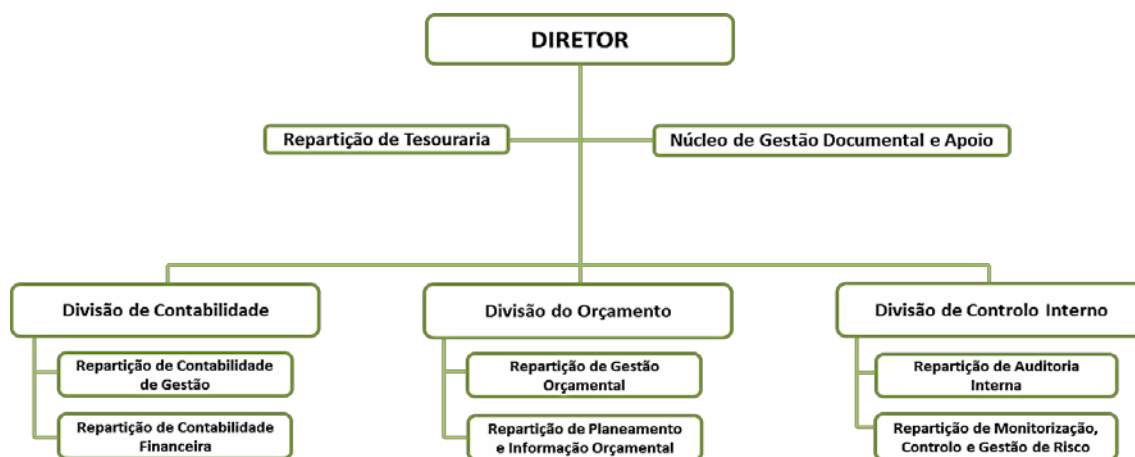 DIRETOR
Repartição de Tesouraria
Núcleo de Gestão Documental e Apoio
Divisão de Contabilidade
Divisão do Orçamento
Divisão de Controlo Interno
Repartição de Contabilidade
de Gestão
Repartição de Gestão
Orçamental
Repartição de Auditoria
Interna
Repartição de Contabilidade
Financeira
Repartição de Planeamento
e Informação Orçamental
Repartição de Monitorização,
Controlo e Gestão de Risco